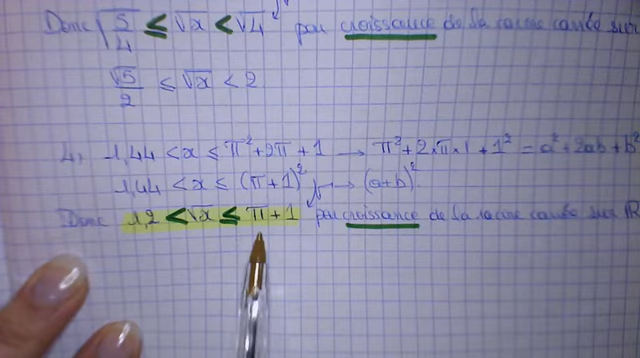 Donc √5/4 ≤ √x < √4 par croissance de la racine carrée sur
√5/2 ≤ √x < 2
4) 1,44 < x ≤ π²+2π+1 → π²+2×π×1+1² = a²+2ab+b²
1,44 < x ≤ (π+1)² → (a+b)²
Donc 1,2 < √x ≤ π+1 par croissance de la racine carrée sur R